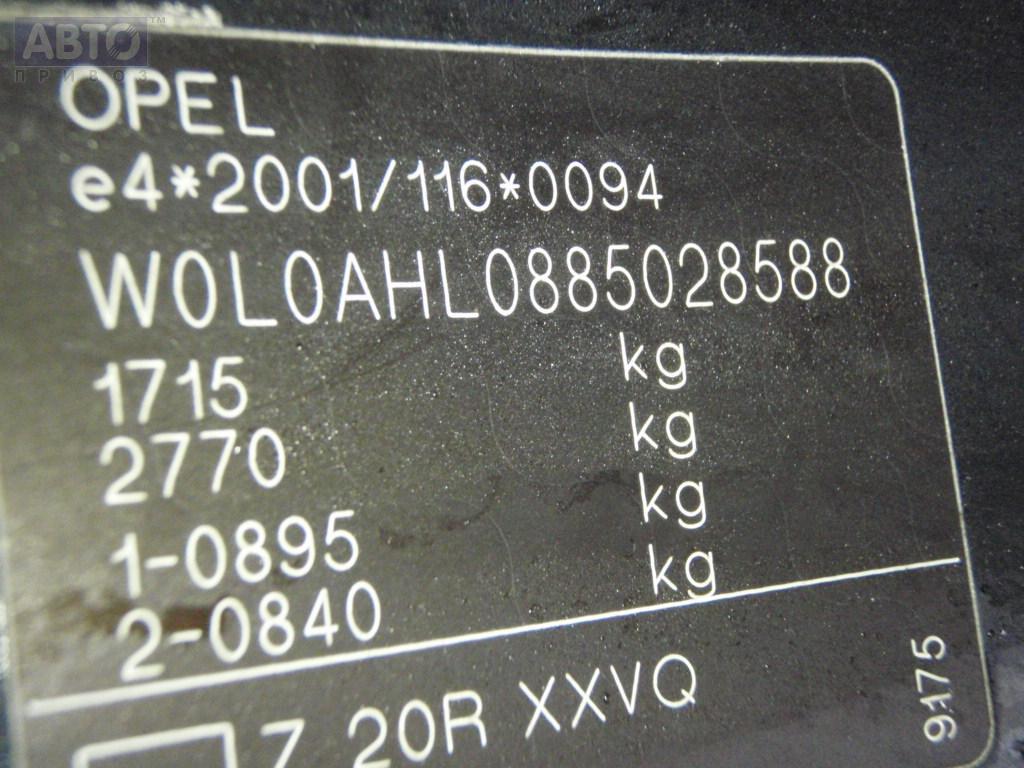 АВТО™
ПРИВОЗ
OPEL
e4*2001/116*0094
W0L0AHL0885028588
1715 kg
2770 kg
1-0895 kg
2-0840 kg
Z 20R XXVQ
9175